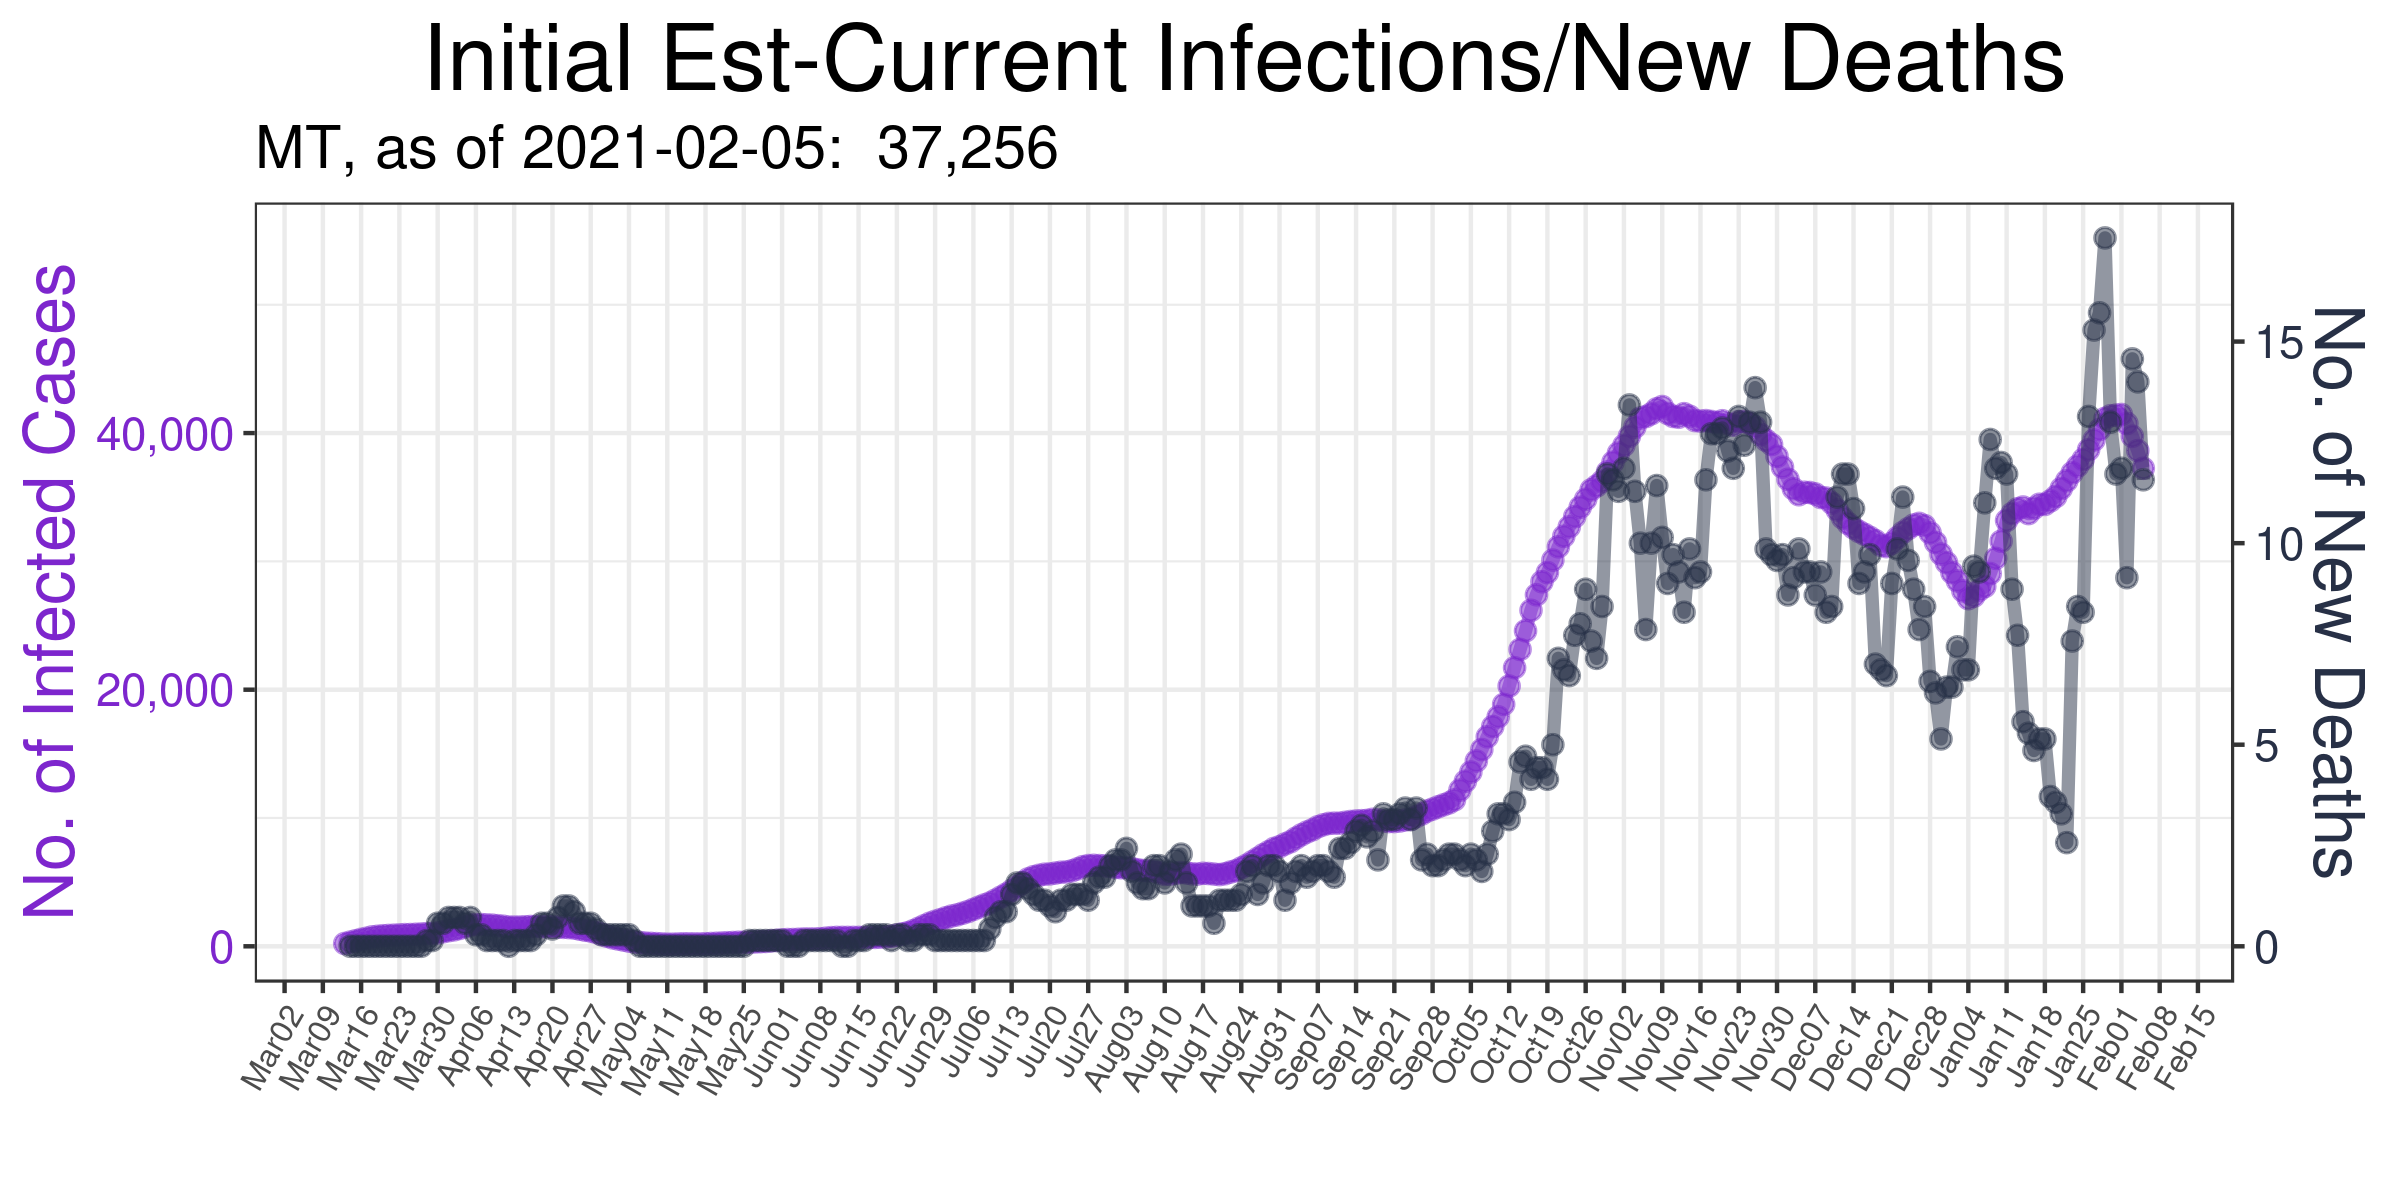 Initial Est-Current Infections/New Deaths
MT, as of 2021-02-05: 37,256
No. of Infected Cases
40,000
20,000
0
No. of New Deaths
15
10
5
0
Mar02
Mar09
Mar16
Mar23
Mar30
Apr06
Apr13
Apr20
Apr27
May04
May11
May18
May25
Jun01
Jun08
Jun15
Jun22
Jun29
Jul06
Jul13
Jul20
Jul27
Aug03
Aug10
Aug17
Aug24
Aug31
Sep07
Sep14
Sep21
Sep28
Oct05
Oct12
Oct19
Oct26
Nov02
Nov09
Nov16
Nov23
Nov30
Dec07
Dec14
Dec21
Dec28
Jan04
Jan11
Jan18
Jan25
Feb01
Feb08
Feb15